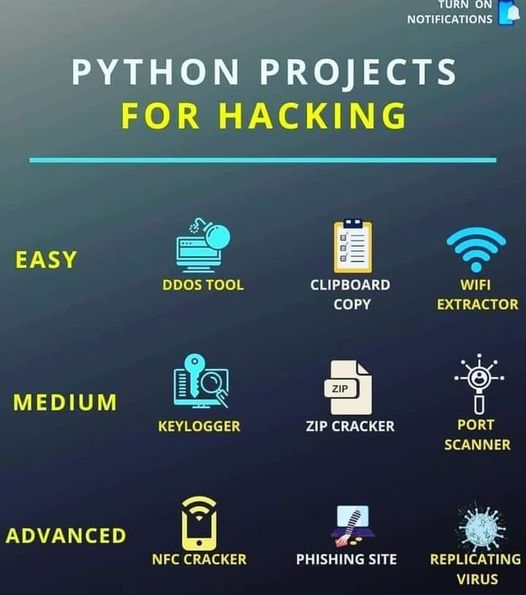 TURN ON
NOTIFICATIONS
PYTHON PROJECTS
FOR HACKING
EASY
DDOS TOOL
CLIPBOARD
COPY
WIFI
EXTRACTOR
MEDIUM
KEYLOGGER
ZIP
ZIP CRACKER
PORT
SCANNER
ADVANCED
NFC CRACKER
PHISHING SITE
REPLICATING
VIRUS